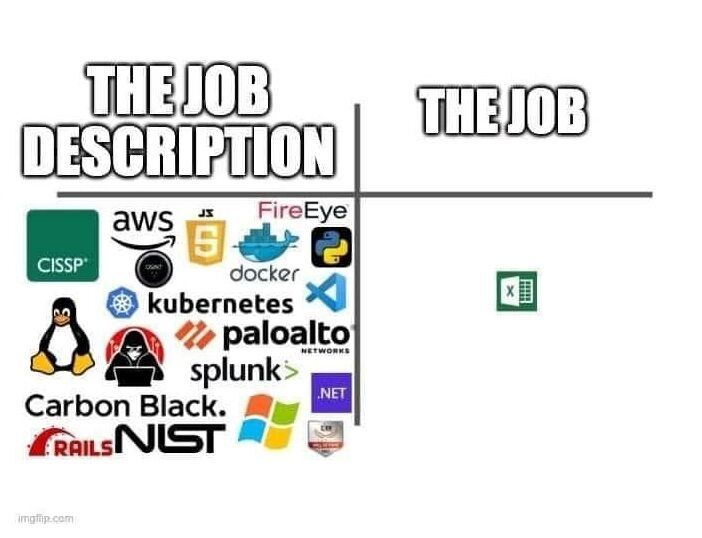 THE JOB
DESCRIPTION
THE JOB
CISSP
aws
JS
FireEye
docker
kubernetes
paloalto
NETWORKS
splunk>
.NET
Carbon Black.
RAILS
NIST
X
imgflip.com